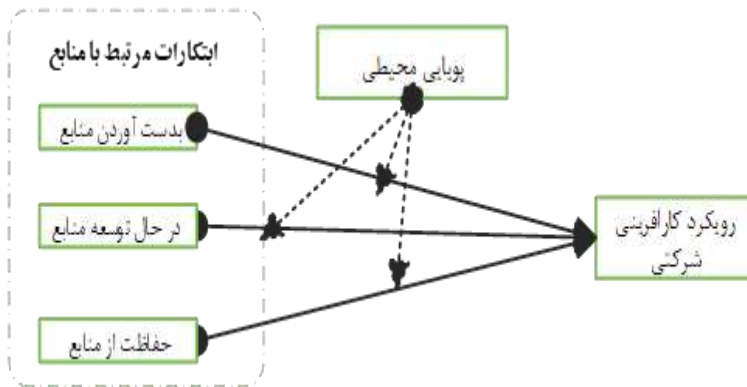 ابتکارات مرتبط با منابع
پویایی محیطی
بدست آوردن منابع
در حال توسعه منابع
رویکرد کارآفرینی
شرکتی
حفاظت از منابع